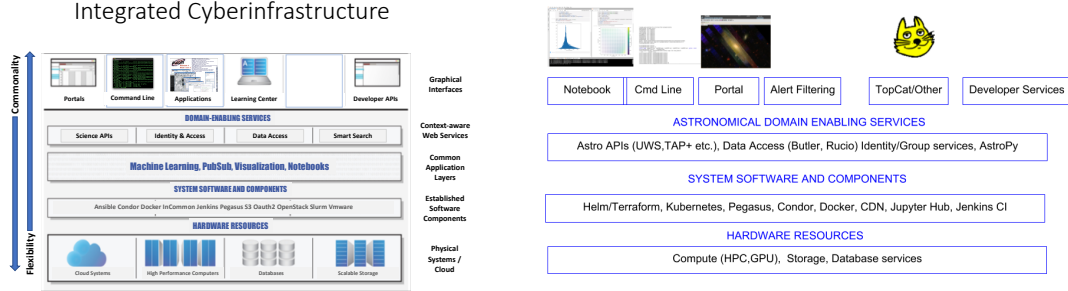 Integrated Cyberinfrastructure
Commonality
Flexibility
Portals
Command Line
Applications
Learning Center
Developer APIs
Graphical
Interfaces
DOMAIN-ENABLING SERVICES
Science APIs
Identity & Access
Data Access
Smart Search
Context-aware
Web Services
Machine Learning, PubSub, Visualization, Notebooks
Common
Application
Layers
SYSTEM SOFTWARE AND COMPONENTS
Ansible Condor Docker InCommon Jenkins Pegasus S3 Oauth2 OpenStack Slurm Vmware
Established
Software
Components
HARDWARE RESOURCES
Cloud Systems
High Performance Computers
Databases
Scalable Storage
Physical
Systems /
Cloud
Notebook
Cmd Line
Portal
Alert Filtering
TopCat/Other
Developer Services
ASTRONOMICAL DOMAIN ENABLING SERVICES
Astro APIs (UWS,TAP+ etc.), Data Access (Butler, Rucio) Identity/Group services, AstroPy
SYSTEM SOFTWARE AND COMPONENTS
Helm/Terraform, Kubernetes, Pegasus, Condor, Docker, CDN, Jupyter Hub, Jenkins CI
HARDWARE RESOURCES
Compute (HPC,GPU), Storage, Database services